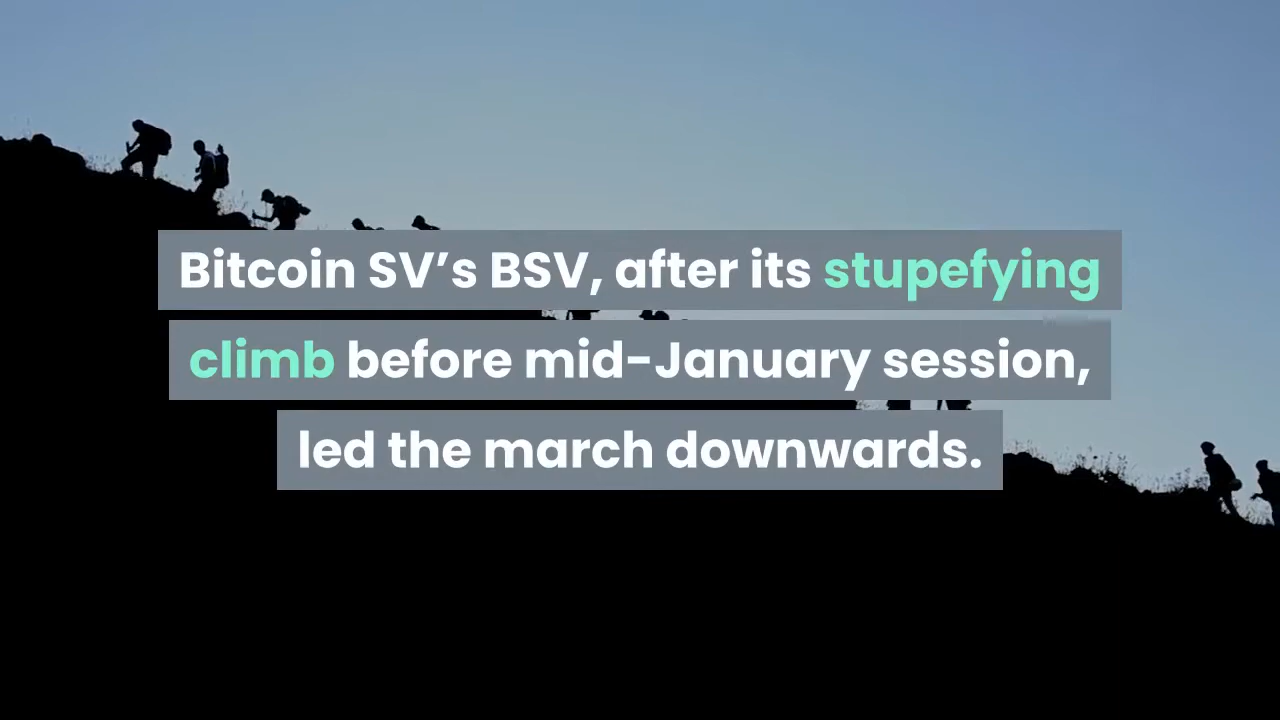 Bitcoin SV’s BSV, after its stupefying
climb before mid-January session,
led the march downwards.